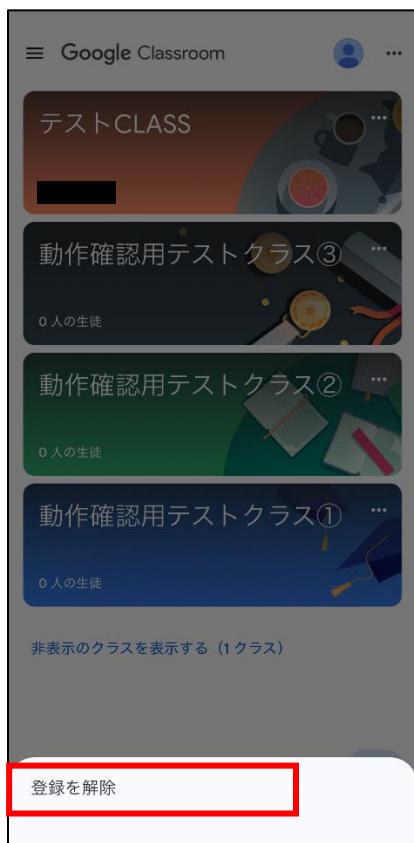 Google Classroom
テストCLASS
動作確認用テストクラス③
0 人の生徒
動作確認用テストクラス②
0 人の生徒
動作確認用テストクラス①
0 人の生徒
非表示のクラスを表示する（1 クラス）
登録を解除